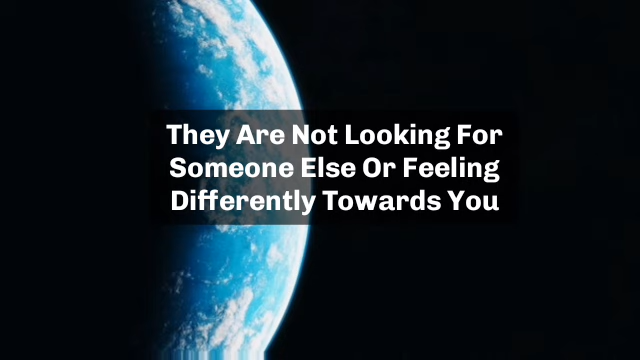 They Are Not Looking For
Someone Else Or Feeling
Differently Towards You